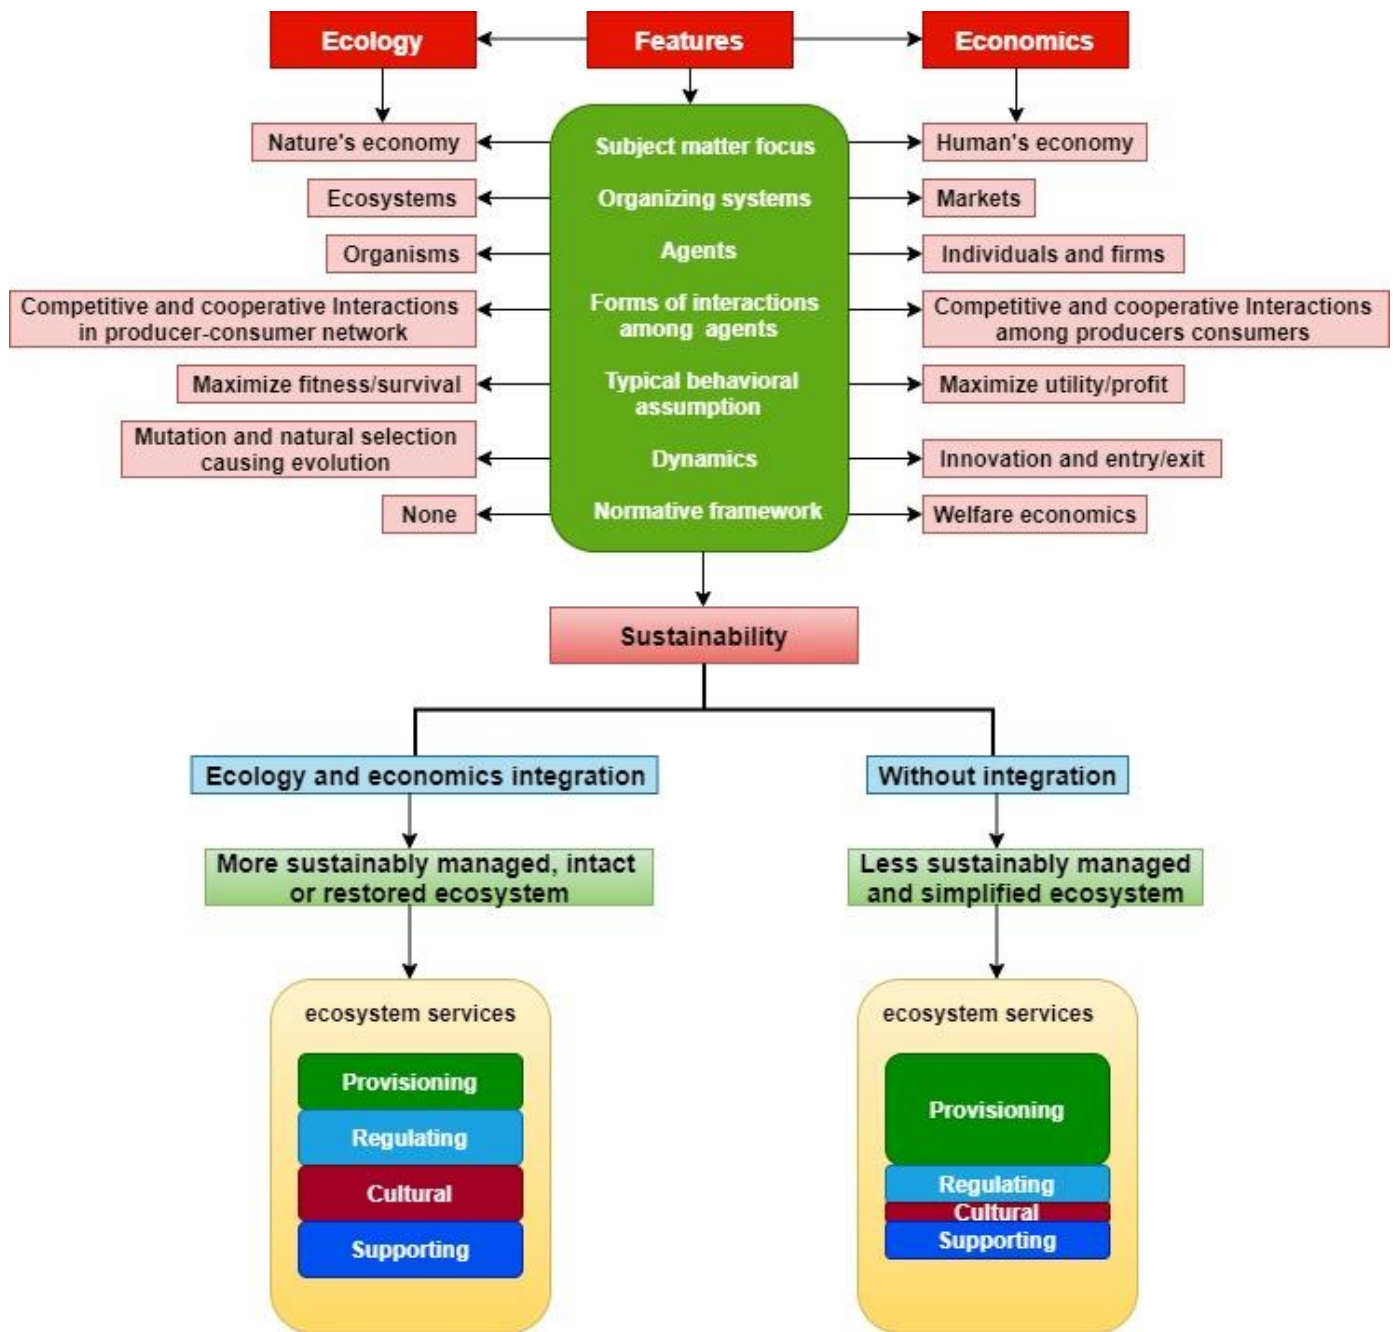 Ecology
Features
Economics
Nature's economy
Subject matter focus
Human's economy
Ecosystems
Organizing systems
Markets
Organisms
Agents
Individuals and firms
Competitive and cooperative Interactions
in producer-consumer network
Forms of interactions
among agents
Competitive and cooperative Interactions
among producers consumers
Maximize fitness/survival
Typical behavioral
assumption
Maximize utility/profit
Mutation and natural selection
causing evolution
Dynamics
Innovation and entry/exit
None
Normative framework
Welfare economics
Sustainability
Ecology and economics integration
Without integration
More sustainably managed, intact
or restored ecosystem
Less sustainably managed
and simplified ecosystem
ecosystem services
Provisioning
Regulating
Cultural
Supporting
ecosystem services
Provisioning
Regulating
Cultural
Supporting